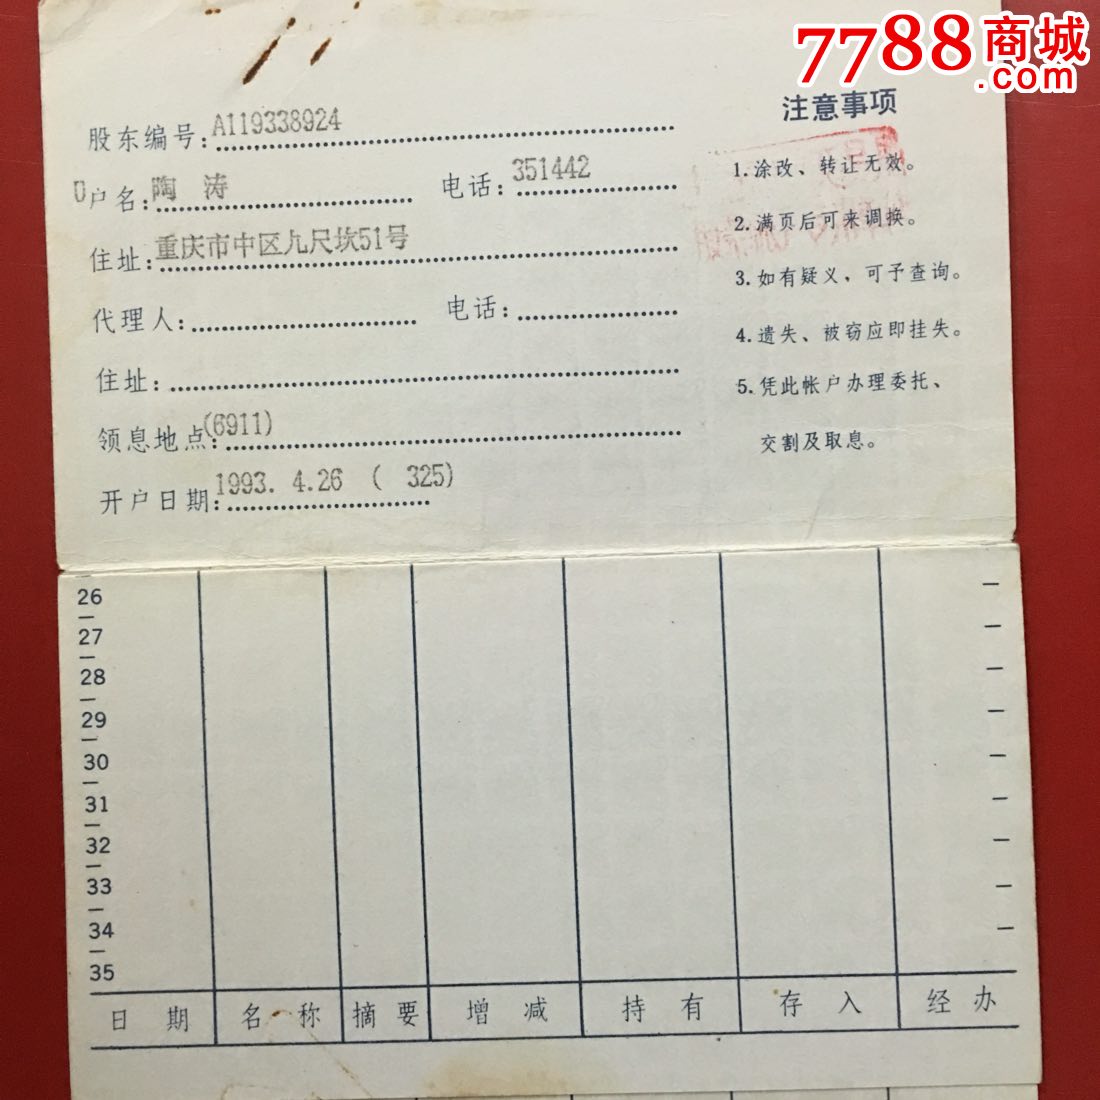 7788商城
.com
股东编号:A119338924
U户名:陶 涛 电话:351442
住址:重庆市中区九尺坎51号
代理人: 电话:
住址:
领息地点:(6911)
开户日期:1993. 4.26 ( 325)
注意事项
1.涂改、转让无效。
2.满页后可来调换。
3.如有疑义、可予查询。
4.遗失、被窃应即挂失。
5.凭此帐户办理委托、
交割及取息。
26
27
28
29
30
31
32
33
34
35
日期 名称 摘要 增减 持有 存入 经办